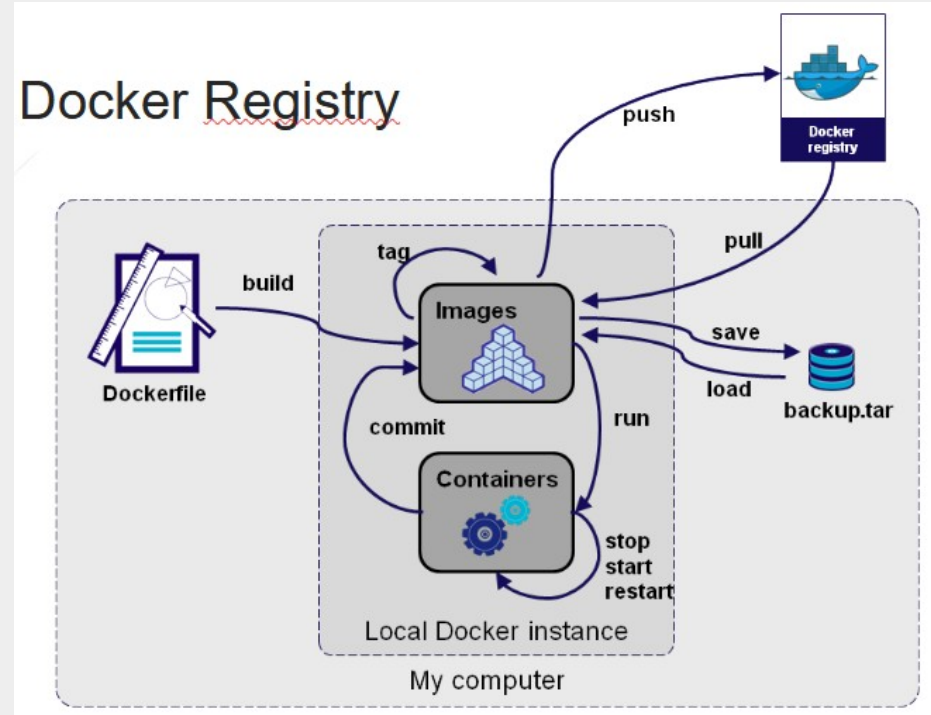 Docker Registry
push
Docker
registry
pull
tag
build
Images
save
Dockerfile
load
backup.tar
commit
run
Containers
stop
start
restart
Local Docker instance
My computer